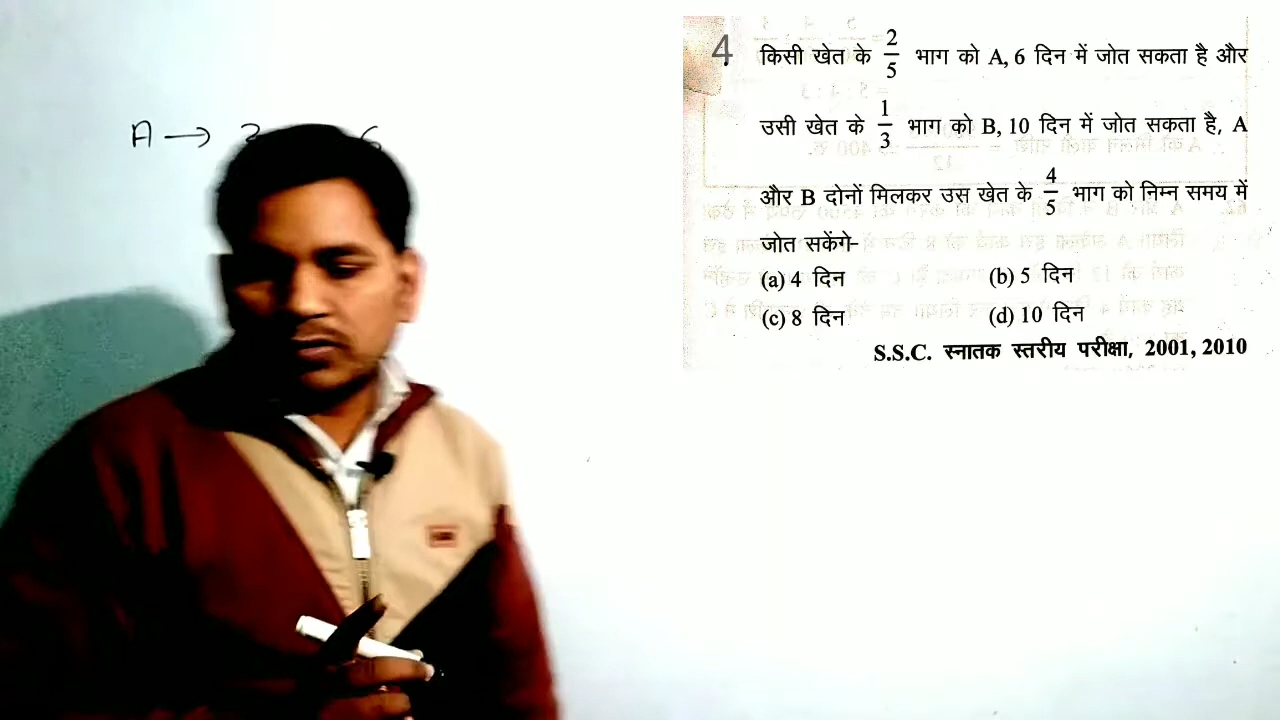 A →
4. किसी खेत के 2/5 भाग को A, 6 दिन में जोत सकता है और
उसी खेत के 1/3 भाग को B, 10 दिन में जोत सकता है, A
और B दोनों मिलकर उस खेत के 4/5 भाग को निम्न समय में
जोत सकेंगे-
(a) 4 दिन (b) 5 दिन
(c) 8 दिन (d) 10 दिन
S.S.C. स्नातक स्तरीय परीक्षा, 2001, 2010